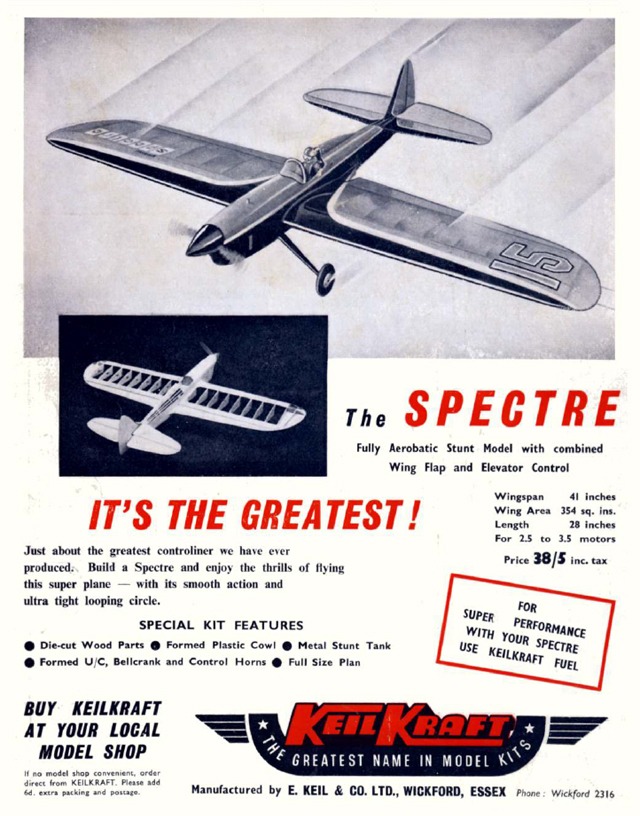 The SPECTRE
Fully Aerobatic Stunt Model with combined
Wing Flap and Elevator Control
IT'S THE GREATEST!
Wingspan 41 inches
Wing Area 354 sq. ins.
Length 28 inches
For 2.5 to 3.5 motors
Price 38/5 inc. tax
Just about the greatest controliner we have ever
produced. Build a Spectre and enjoy the thrills of flying
this super plane — with its smooth action and
ultra tight looping circle.
SPECIAL KIT FEATURES
● Die-cut Wood Parts ● Formed Plastic Cowl ● Metal Stunt Tank
● Formed U/C, Bellcrank and Control Horns ● Full Size Plan
FOR
SUPER PERFORMANCE
WITH YOUR SPECTRE
USE KEILKRAFT FUEL
BUY KEILKRAFT
AT YOUR LOCAL
MODEL SHOP
If no model shop convenient, order
direct from KEILKRAFT. Please add
6d. extra packing and postage.
KEILKRAFT
★ THE GREATEST NAME IN MODEL KITS ★
Manufactured by E. KEIL & CO. LTD., WICKFORD, ESSEX Phone: Wickford 2316